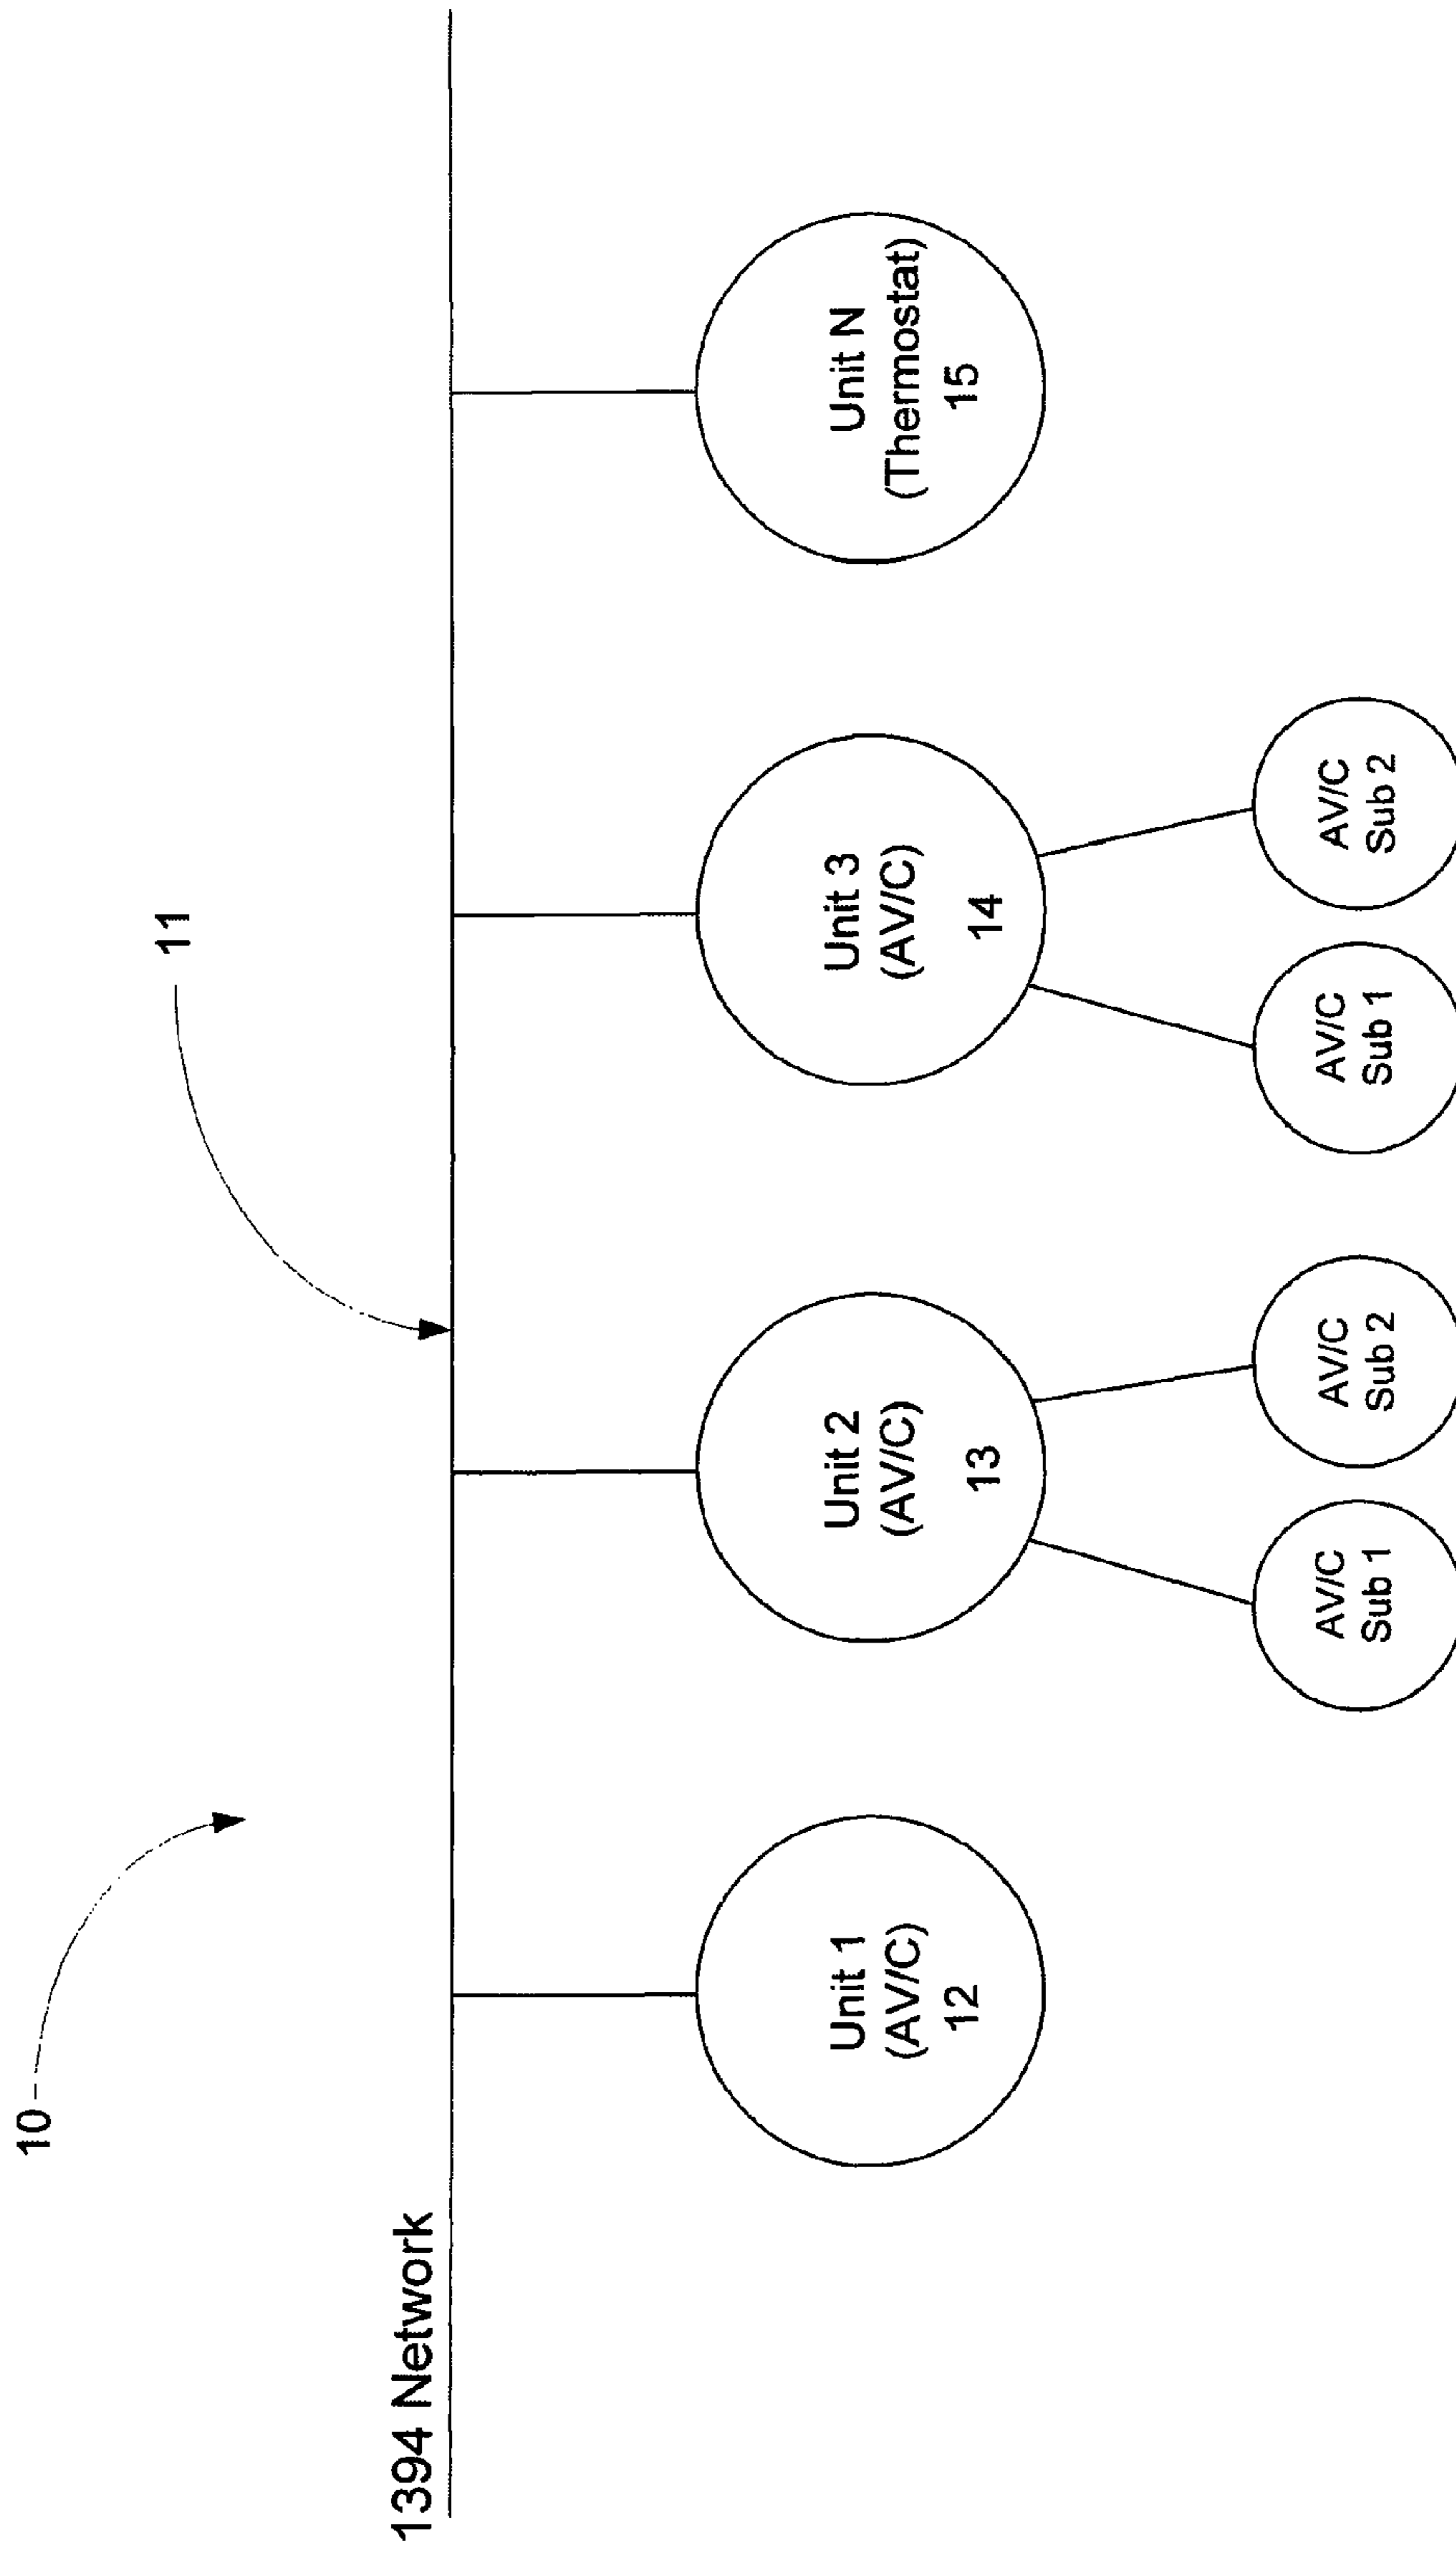 10
11
1394 Network
Unit 1
(AV/C)
12
Unit 2
(AV/C)
13
Unit 3
(AV/C)
14
Unit N
(Thermostat)
15
AV/C
Sub 1
AV/C
Sub 2
AV/C
Sub 1
AV/C
Sub 2